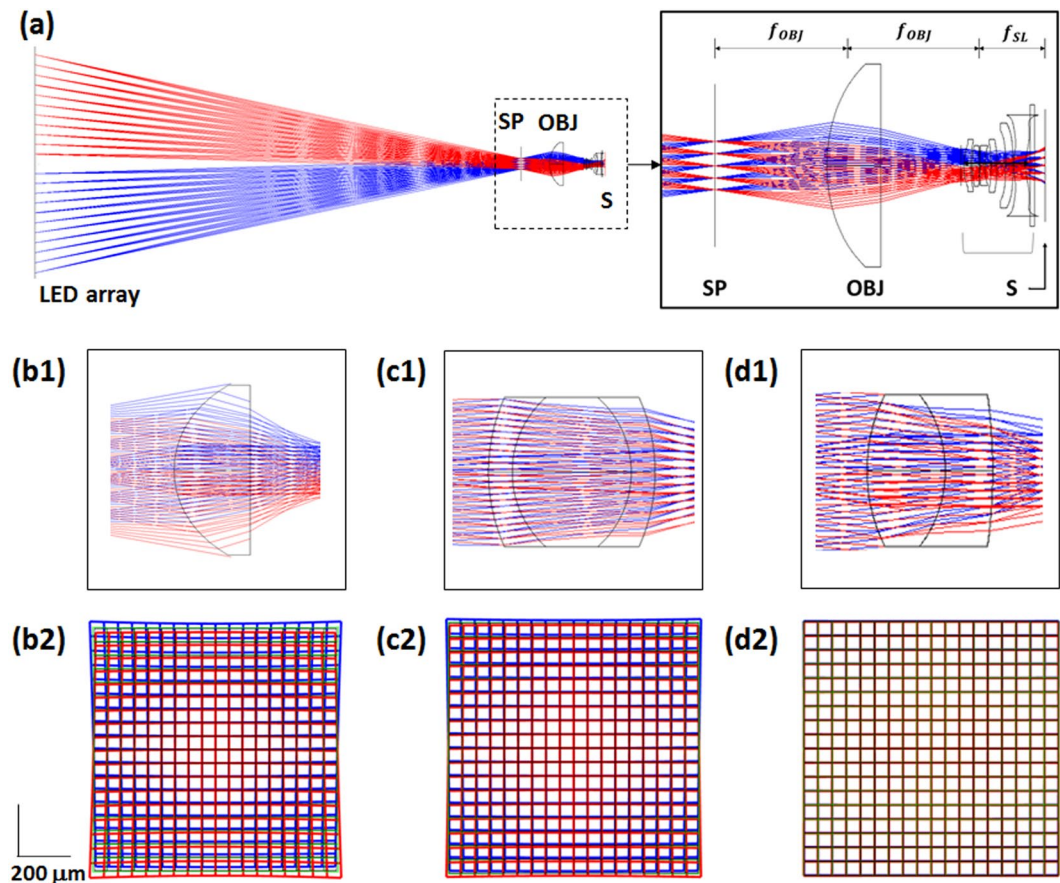 (a)
SP OBJ
S
LED array
f_OBJ f_OBJ f_SL
SP OBJ S
(b1) (c1) (d1)
(b2) (c2) (d2)
200 μm